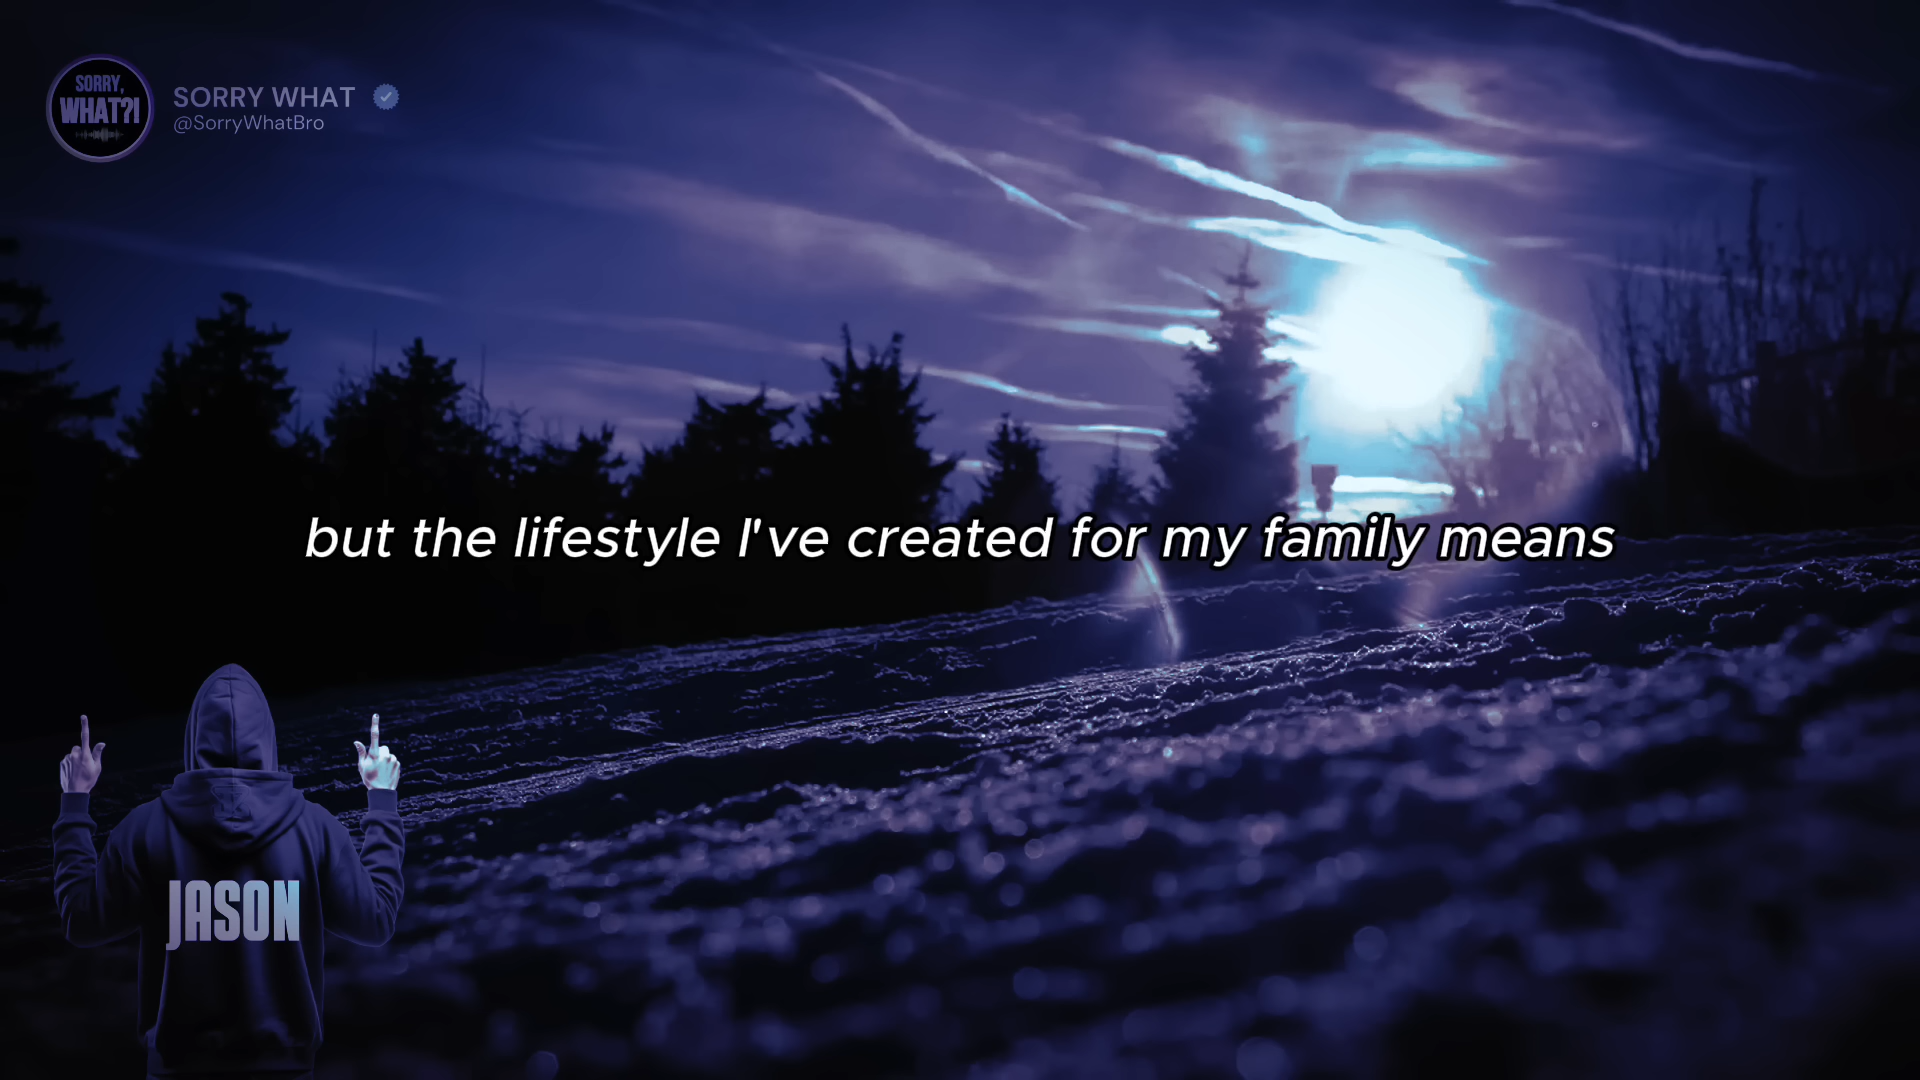 SORRY,
WHAT?!
SORRY WHAT
@SorryWhatBro
but the lifestyle I've created for my family means
JASON